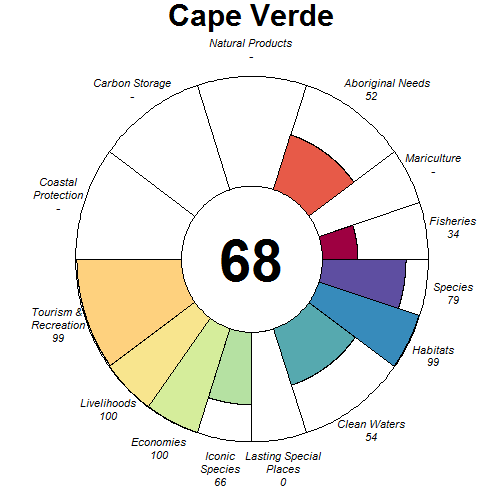 Cape Verde
Natural Products
-
Carbon Storage
-
Aboriginal Needs
52
Mariculture
-
Coastal
Protection
-
Fisheries
34
68
Species
79
Tourism &
Recreation
99
Habitats
99
Livelihoods
100
Clean Waters
54
Economies
100
Iconic
Species
66
Lasting Special
Places
0